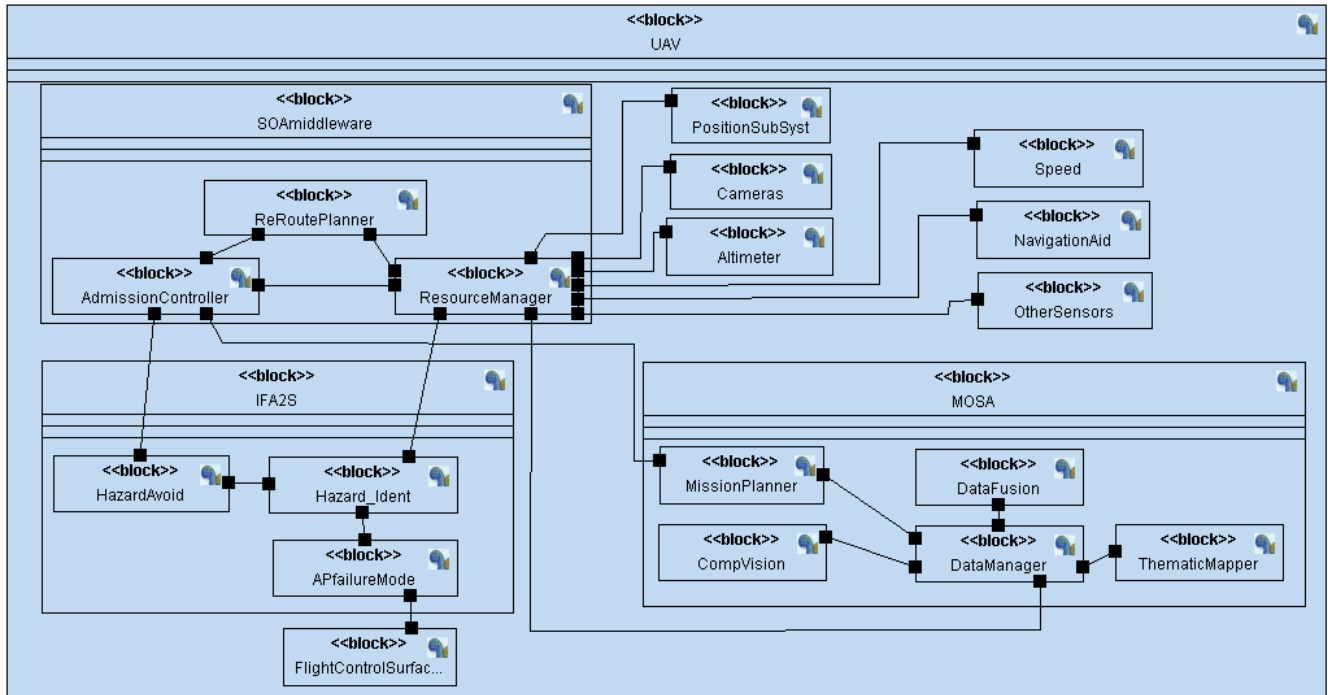 <<block>>
UAV
<<block>>
SOAmiddleware
<<block>>
PositionSubSyst
<<block>>
Speed
<<block>>
Cameras
<<block>>
ReRoutePlanner
<<block>>
NavigationAid
<<block>>
Altimeter
<<block>>
AdmissionController
<<block>>
ResourceManager
<<block>>
OtherSensors
<<block>>
IFA2S
<<block>>
MOSA
<<block>>
HazardAvoid
<<block>>
Hazard_Ident
<<block>>
MissionPlanner
<<block>>
DataFusion
<<block>>
APfailureMode
<<block>>
CompVision
<<block>>
DataManager
<<block>>
ThematicMapper
<<block>>
FlightControlSurfac...